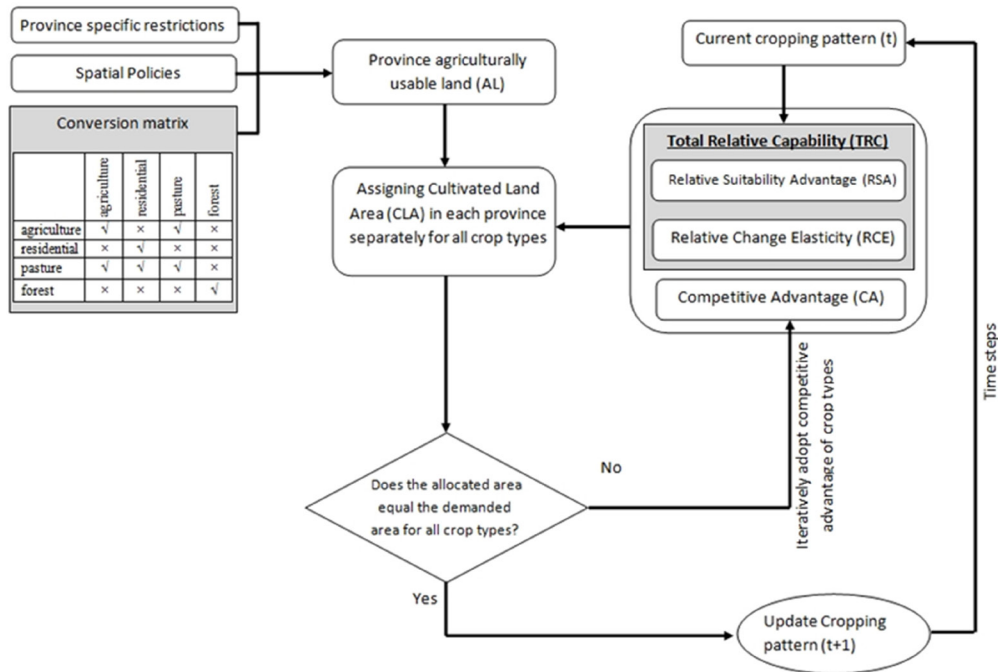 Province specific restrictions
Spatial Policies
Conversion matrix
agriculture residential pasture forest
agriculture √ × √ ×
residential × √ × ×
pasture √ √ √ ×
forest × × × √
Province agriculturally
usable land (AL)
Assigning Cultivated Land
Area (CLA) in each province
separately for all crop types
Current cropping pattern (t)
Total Relative Capability (TRC)
Relative Suitability Advantage (RSA)
Relative Change Elasticity (RCE)
Competitive Advantage (CA)
Does the allocated area
equal the demanded
area for all crop types?
No
Yes
Iteratively adopt competitive
advantage of crop types
Time steps
Update Cropping
pattern (t+1)